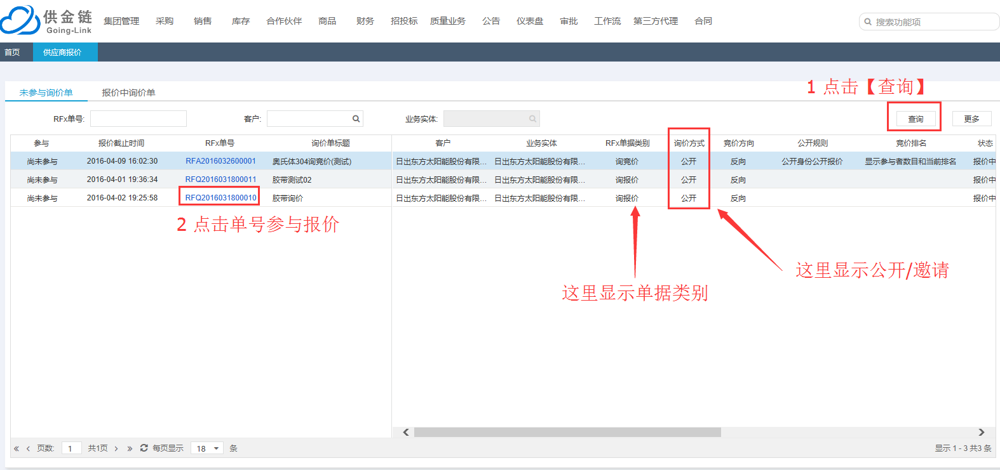 供金链
Going-Link
集团管理 采购 销售 库存 合作伙伴 商品 财务 招投标 质量业务 公告 仪表盘 审批 工作流 第三方代理 合同
搜索功能项
首页 供应商报价
1 点击【查询】
未参与询价单 报价中询价单
RFx单号: 客户: 业务实体: 查询 更多
参与 报价截止时间 RFx单号 询价单标题 客户 业务实体 RFx单据类别 询价方式 竞价方向 公开规则 竞价排名 状态
尚未参与 2016-04-09 16:02:30 RFA2016032600001 奥氏体304询竞价(测试) 日出东方太阳能股份有限... 日出东方太阳能股份有限... 询竞价 公开 反向 公开身份公开报价 显示参与者数目和当前排名 报价中
尚未参与 2016-04-01 19:36:34 RFQ2016031800011 胶带测试02 日出东方太阳能股份有限... 日出东方太阳能股份有限... 询报价 公开 反向 报价中
尚未参与 2016-04-02 19:25:58 RFQ2016031800010 胶带询价 日出东方太阳能股份有限... 日出东方太阳能股份有限... 询报价 公开 反向 报价中
2 点击单号参与报价
这里显示公开/邀请
这里显示单据类别
« ‹ 页数: 1 共1页 › » 每页显示 18 条 显示 1 - 3 共3 条